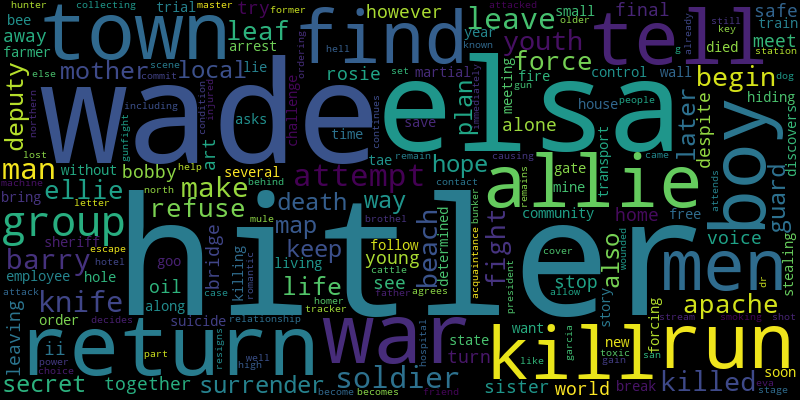 hunter former master collecting trial try however final small safe attacked older still key already train station
bee away farmer else town leaf find leave youth tell meet
arrest ordering hell scene lie rosie martial year known died wall g dog
deputy northern mother local art condition injured commit challenge force set fire control begin
wade elsa boy
including gunfight asks time save continues plan meeting immediately gun house people hiding discovers
lost man without bobby help several tae remain alone despite later transport guard
bring ellie machine letter north make behind attempt hope causing remains gate mine came allie attends
group refuse death way contact community home free voice
sheriff escape mule map keep follow young beach determined bunker acquaintance fight brothel
barry bridge living cattle see father agrees cover also wounded men stealing
employee hotel hole goo killing romantic homer tracker hitler president stop allow dr apache
knife oil life story
attack along case suicide war stream smoking shot
leaving order decides relationship soldier state hospital want kill garcia forcing new toxic run
return ii power part resigns well turn like san gain soon
secret choice together surrender high become becomes friend sister world break killed eva stage